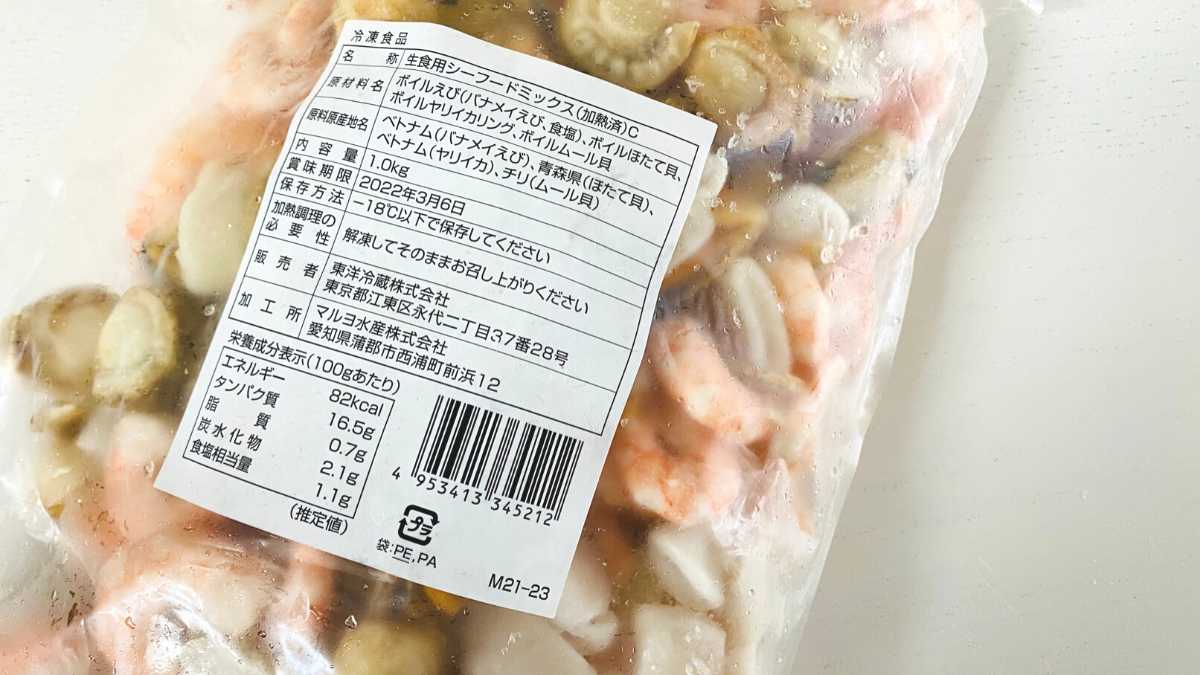 冷凍食品
名称 生食用シーフードミックス(加熱済)C
原材料名 ボイルえび(バナメイえび、食塩)、ボイルほたて貝、
ボイルヤリイカリング、ボイルムール貝
原料原産地名 ベトナム(バナメイえび)、青森県(ほたて貝)、
ベトナム(ヤリイカ)、チリ(ムール貝)
内容量 1.0kg
賞味期限 2022年3月6日
保存方法 −18℃以下で保存してください
加熱調理の
必要性 解凍してそのままお召し上がりください
販売者 東洋冷蔵株式会社
東京都江東区永代二丁目37番28号
加工所 マルヨ水産株式会社
愛知県蒲郡市西浦町前浜12
栄養成分表示(100gあたり)
エネルギー 82kcal
タンパク質 16.5g
脂質 0.7g
炭水化物 2.1g
食塩相当量 1.1g
(推定値)
4 953413 345212
プラ
袋:PE,PA
M21-23